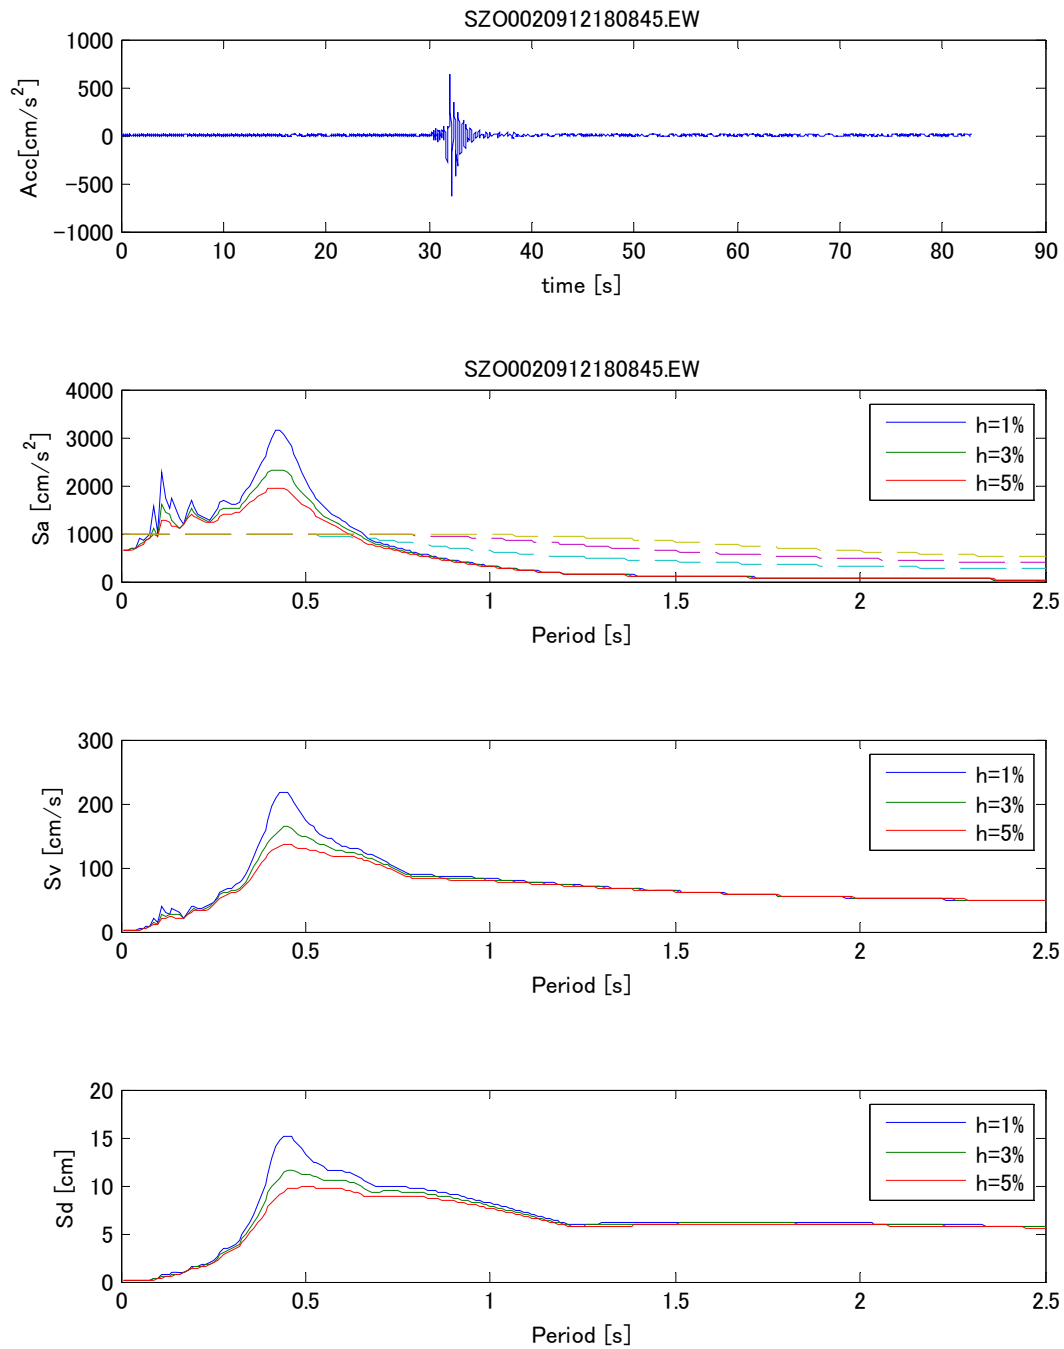 SZO0020912180845.EW
1000
500
0
-500
-1000
Acc[cm/s²]
0 10 20 30 40 50 60 70 80 90
time [s]
SZO0020912180845.EW
4000
3000
2000
1000
0
Sa [cm/s²]
h=1%
h=3%
h=5%
0 0.5 1 1.5 2 2.5
Period [s]
300
200
100
0
Sv [cm/s]
h=1%
h=3%
h=5%
0 0.5 1 1.5 2 2.5
Period [s]
20
15
10
5
0
Sd [cm]
h=1%
h=3%
h=5%
0 0.5 1 1.5 2 2.5
Period [s]